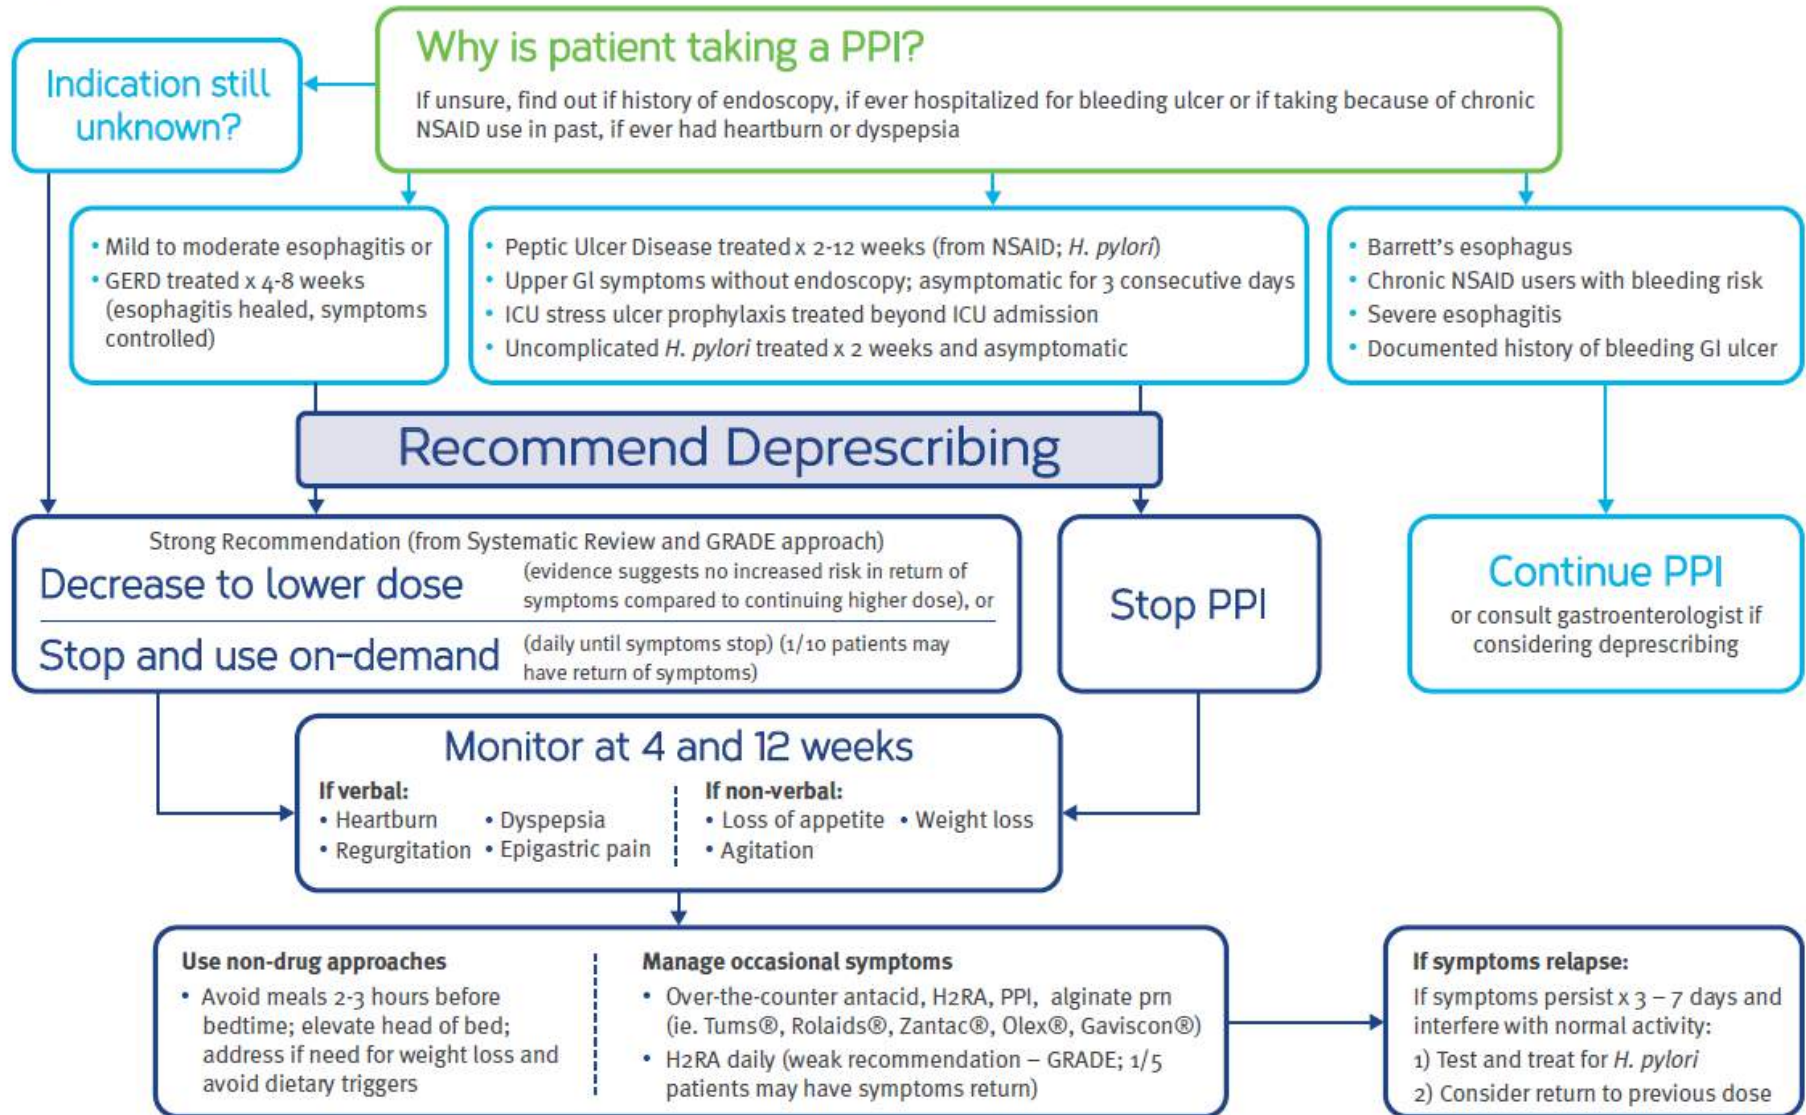 Why is patient taking a PPI?
If unsure, find out if history of endoscopy, if ever hospitalized for bleeding ulcer or if taking because of chronic
NSAID use in past, if ever had heartburn or dyspepsia
Indication still
unknown?
• Mild to moderate esophagitis or
• GERD treated x 4-8 weeks
(esophagitis healed, symptoms
controlled)
• Peptic Ulcer Disease treated x 2-12 weeks (from NSAID; H. pylori)
• Upper GI symptoms without endoscopy; asymptomatic for 3 consecutive days
• ICU stress ulcer prophylaxis treated beyond ICU admission
• Uncomplicated H. pylori treated x 2 weeks and asymptomatic
• Barrett's esophagus
• Chronic NSAID users with bleeding risk
• Severe esophagitis
• Documented history of bleeding GI ulcer
Recommend Deprescribing
Strong Recommendation (from Systematic Review and GRADE approach)
Decrease to lower dose
(evidence suggests no increased risk in return of
symptoms compared to continuing higher dose), or
Stop and use on-demand
(daily until symptoms stop) (1/10 patients may
have return of symptoms)
Stop PPI
Continue PPI
or consult gastroenterologist if
considering deprescribing
Monitor at 4 and 12 weeks
If verbal:
• Heartburn • Dyspepsia
• Regurgitation • Epigastric pain
If non-verbal:
• Loss of appetite • Weight loss
• Agitation
Use non-drug approaches
• Avoid meals 2-3 hours before
bedtime; elevate head of bed;
address if need for weight loss and
avoid dietary triggers
Manage occasional symptoms
• Over-the-counter antacid, H2RA, PPI, alginate prn
(ie. Tums®, Rolaids®, Zantac®, Olex®, Gaviscon®)
• H2RA daily (weak recommendation – GRADE; 1/5
patients may have symptoms return)
If symptoms relapse:
If symptoms persist x 3 – 7 days and
interfere with normal activity:
1) Test and treat for H. pylori
2) Consider return to previous dose